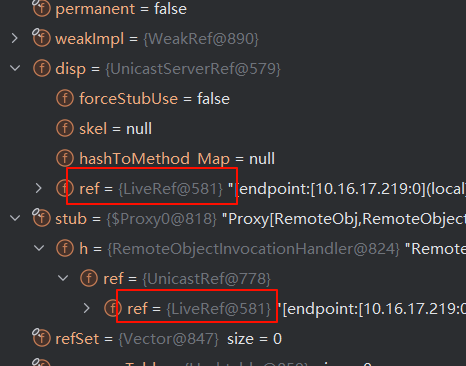 permanent = false
weakImpl = {WeakRef@890}
disp = {UnicastServerRef@579}
f forceStubUse = false
f skel = null
f hashToMethod_Map = null
f ref = {LiveRef@581} "[endpoint:[10.16.17.219:0](local)
stub = {$Proxy0@818} "Proxy[RemoteObj,RemoteObject
f h = {RemoteObjectInvocationHandler@824} "Remote
f ref = {UnicastRef@778}
f ref = {LiveRef@581} "[endpoint:[10.16.17.219:0
f refSet = {Vector@847} size = 0